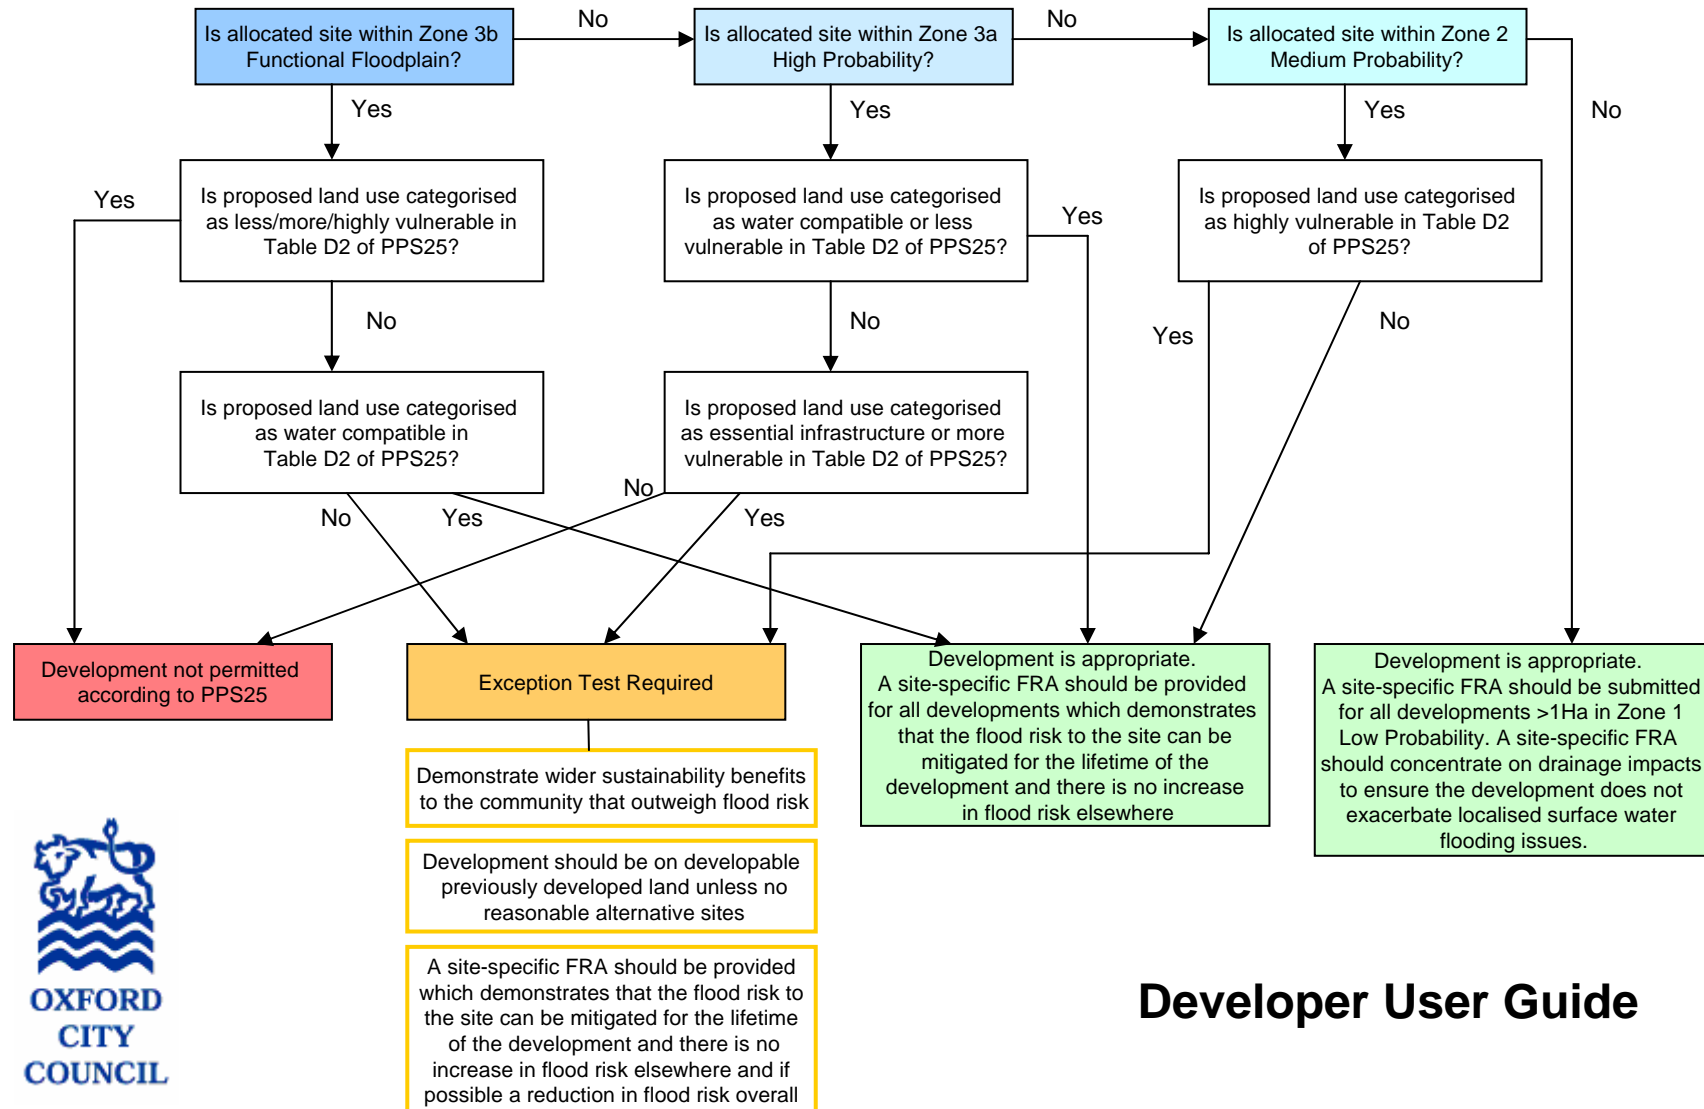 Is allocated site within Zone 3b
Functional Floodplain?
No
Is allocated site within Zone 3a
High Probability?
No
Is allocated site within Zone 2
Medium Probability?
Yes
Yes
Yes
No
Yes
Is proposed land use categorised
as less/more/highly vulnerable in
Table D2 of PPS25?
Is proposed land use categorised
as water compatible or less
vulnerable in Table D2 of PPS25?
Yes
Is proposed land use categorised
as highly vulnerable in Table D2
of PPS25?
No
No
Yes
No
Is proposed land use categorised
as water compatible in
Table D2 of PPS25?
Is proposed land use categorised
as essential infrastructure or more
vulnerable in Table D2 of PPS25?
No
Yes
No
Yes
Development not permitted
according to PPS25
Exception Test Required
Development is appropriate.
A site-specific FRA should be provided
for all developments which demonstrates
that the flood risk to the site can be
mitigated for the lifetime of the
development and there is no increase
in flood risk elsewhere
Development is appropriate.
A site-specific FRA should be submitted
for all developments >1Ha in Zone 1
Low Probability. A site-specific FRA
should concentrate on drainage impacts
to ensure the development does not
exacerbate localised surface water
flooding issues.
Demonstrate wider sustainability benefits
to the community that outweigh flood risk
Development should be on developable
previously developed land unless no
reasonable alternative sites
A site-specific FRA should be provided
which demonstrates that the flood risk to
the site can be mitigated for the lifetime
of the development and there is no
increase in flood risk elsewhere and if
possible a reduction in flood risk overall
OXFORD
CITY
COUNCIL
Developer User Guide